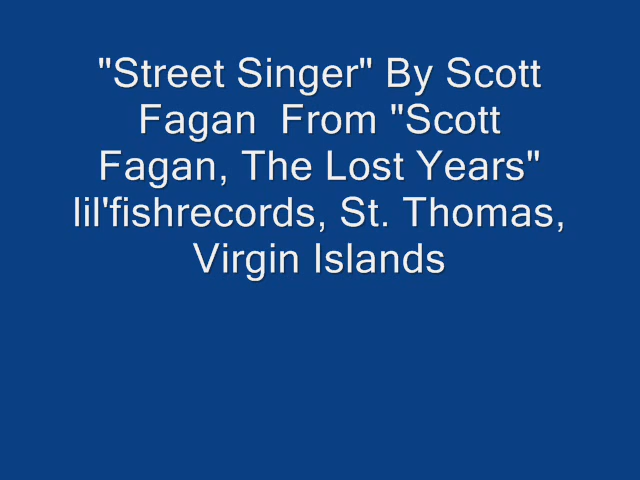 "Street Singer" By Scott
Fagan  From "Scott
Fagan, The Lost Years"
lil'fishrecords, St. Thomas,
Virgin Islands